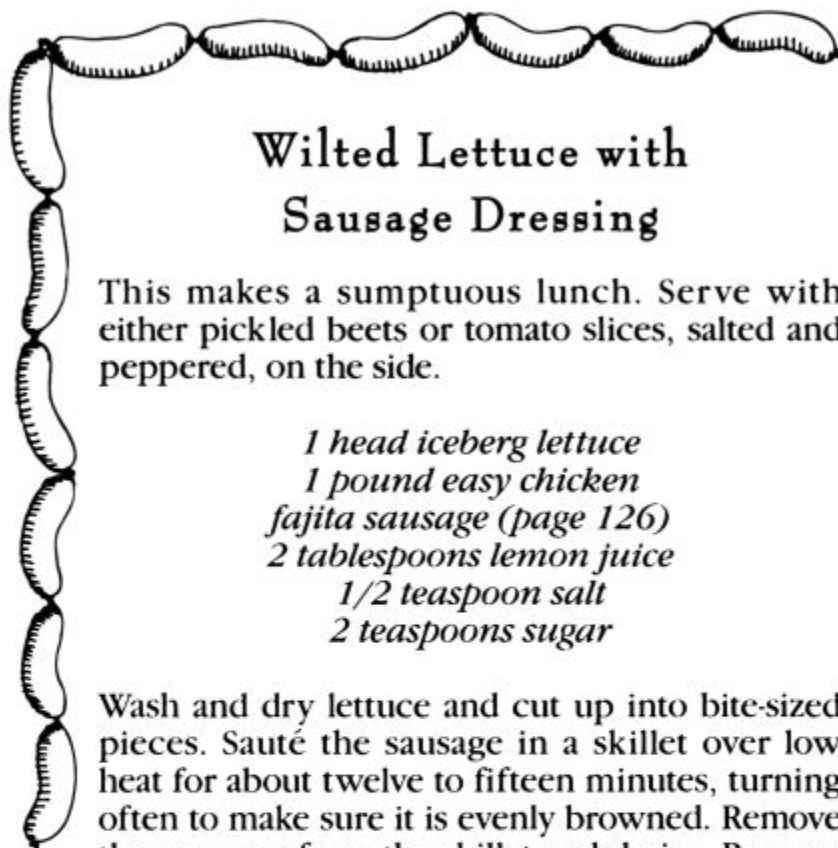 Wilted Lettuce with
Sausage Dressing
This makes a sumptuous lunch. Serve with
either pickled beets or tomato slices, salted and
peppered, on the side.
1 head iceberg lettuce
1 pound easy chicken
fajita sausage (page 126)
2 tablespoons lemon juice
1/2 teaspoon salt
2 teaspoons sugar
Wash and dry lettuce and cut up into bite-sized
pieces. Sauté the sausage in a skillet over low
heat for about twelve to fifteen minutes, turning
often to make sure it is evenly browned. Remove